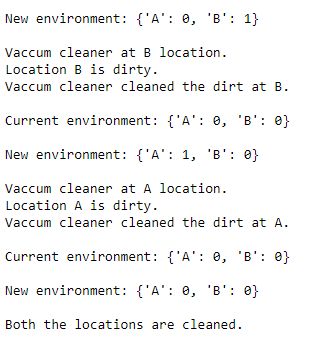 New environment: {'A': 0, 'B': 1}
Vaccum cleaner at B location.
Location B is dirty.
Vaccum cleaner cleaned the dirt at B.
Current environment: {'A': 0, 'B': 0}
New environment: {'A': 1, 'B': 0}
Vaccum cleaner at A location.
Location A is dirty.
Vaccum cleaner cleaned the dirt at A.
Current environment: {'A': 0, 'B': 0}
New environment: {'A': 0, 'B': 0}
Both the locations are cleaned.